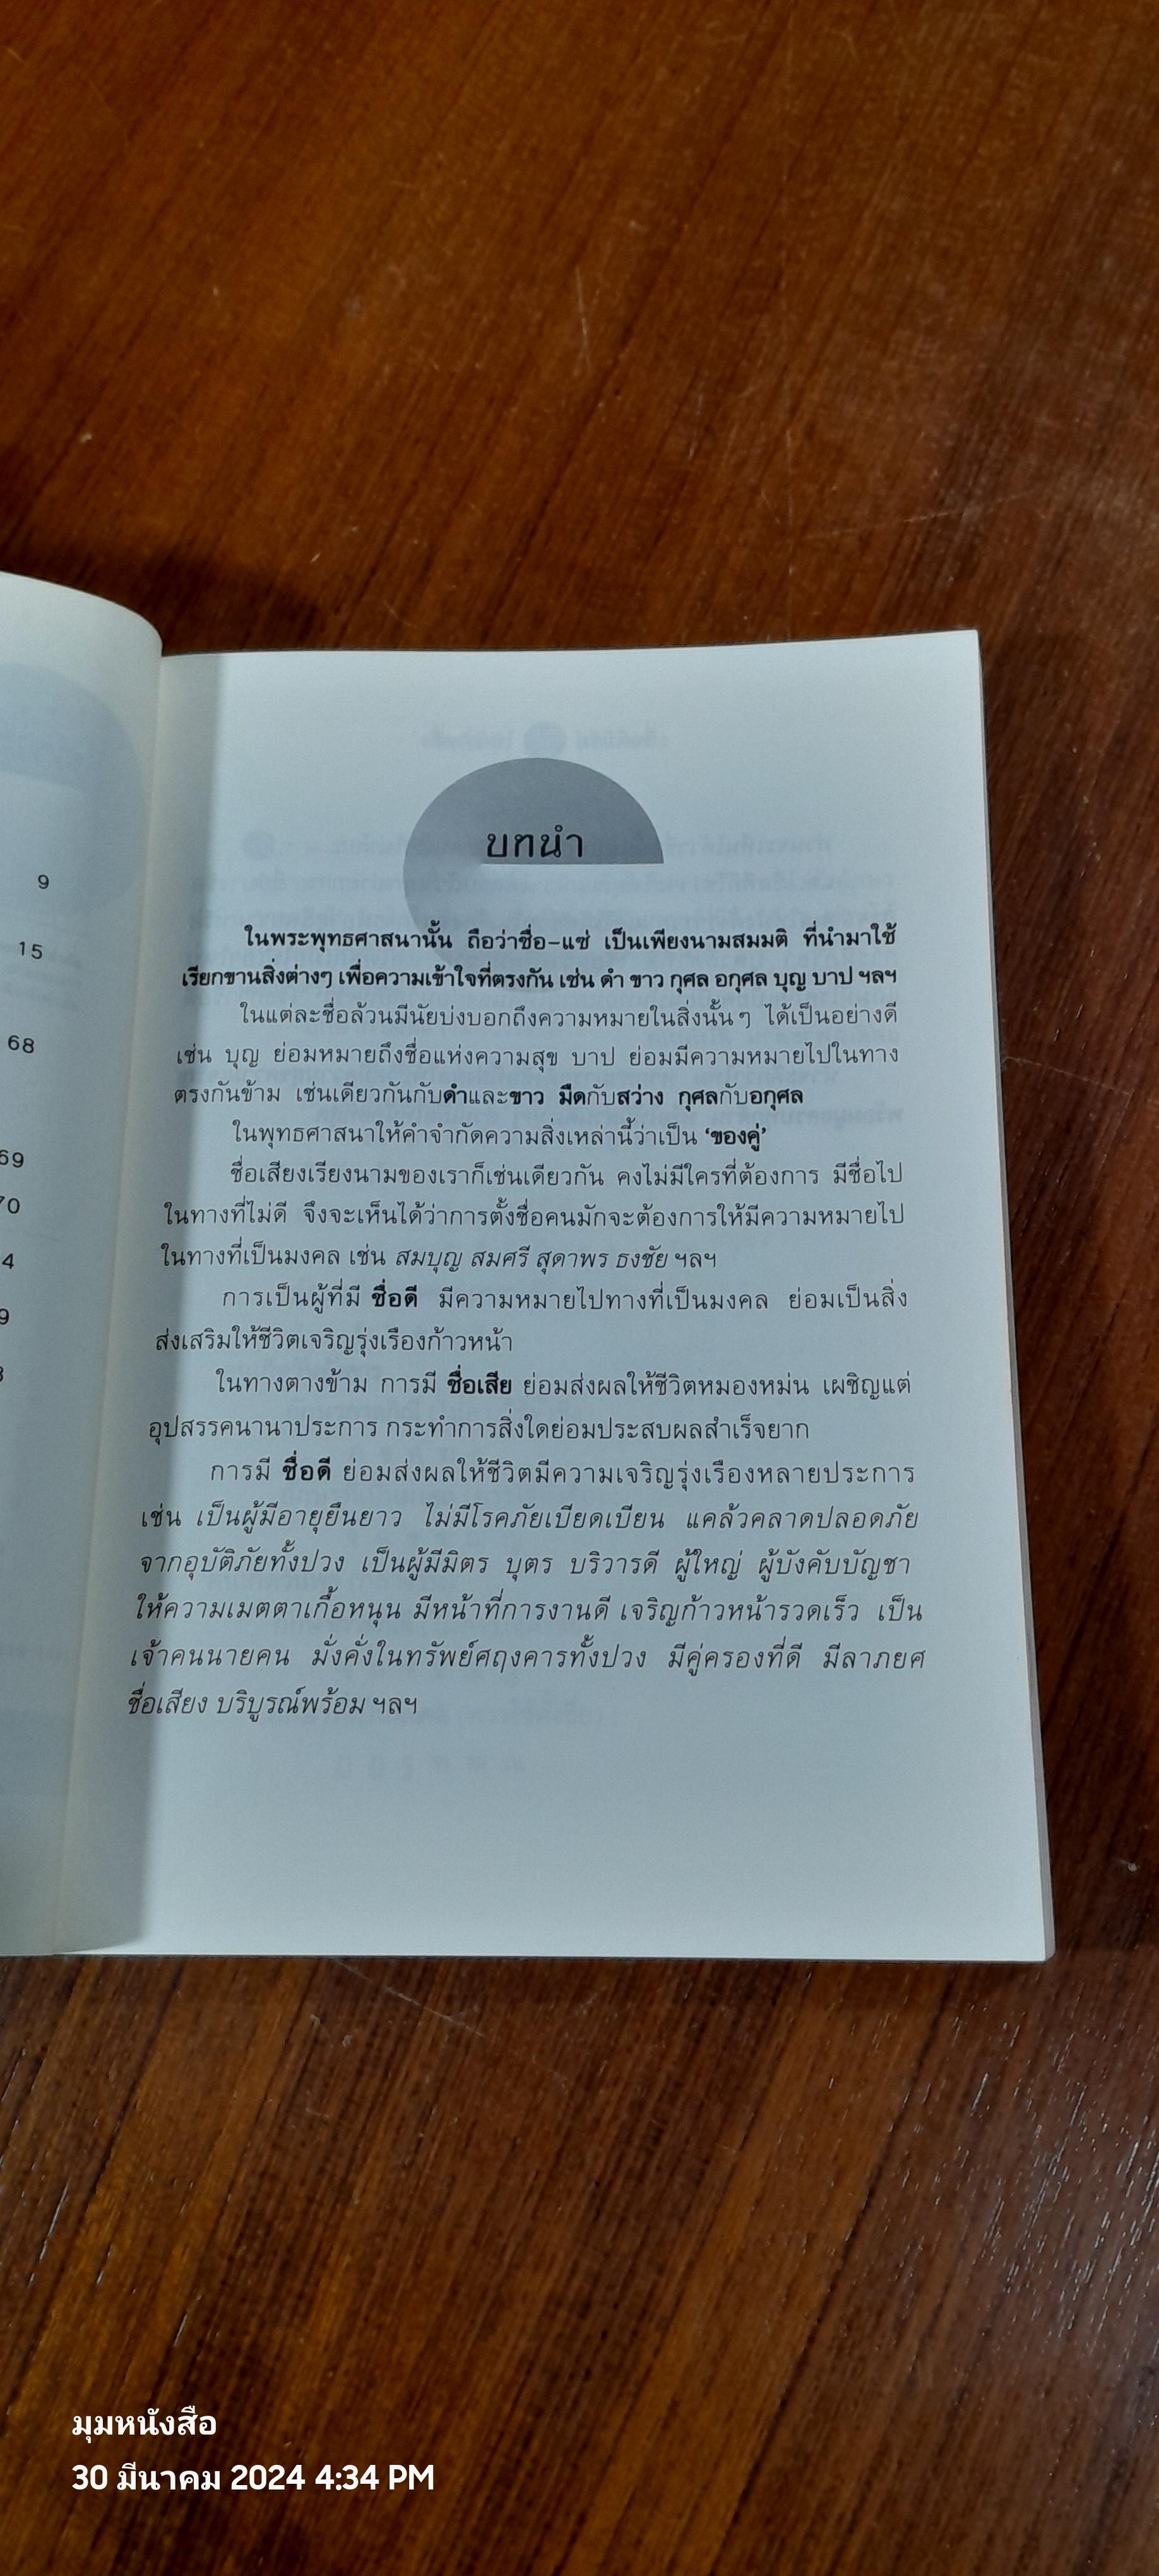 9
15
68
69
70
4
9
บทนำ
ในพระพุทธศาสนานั้น ถือว่าชื่อ-แซ่ เป็นเพียงนามสมมติ ที่นำมาใช้
เรียกขานสิ่งต่างๆ เพื่อความเข้าใจที่ตรงกัน เช่น ดำ ขาว กุศล อกุศล บุญ บาป ฯลฯ
ในแต่ละชื่อล้วนมีนัยบ่งบอกถึงความหมายในสิ่งนั้นๆ ได้เป็นอย่างดี
เช่น บุญ ย่อมหมายถึงชื่อแห่งความสุข บาป ย่อมมีความหมายไปในทาง
ตรงกันข้าม เช่นเดียวกันกับดำและขาว มืดกับสว่าง กุศลกับอกุศล
ในพุทธศาสนาให้คำจำกัดความสิ่งเหล่านี้ว่าเป็น ‘ของคู่’
ชื่อเสียงเรียงนามของเราก็เช่นเดียวกัน คงไม่มีใครที่ต้องการ มีชื่อไป
ในทางที่ไม่ดี จึงจะเห็นได้ว่าการตั้งชื่อคนมักจะต้องการให้มีความหมายไป
ในทางที่เป็นมงคล เช่น สมบุญ สมศรี สุดาพร ธงชัย ฯลฯ
การเป็นผู้ที่มี ชื่อดี มีความหมายไปทางที่เป็นมงคล ย่อมเป็นสิ่ง
ส่งเสริมให้ชีวิตเจริญรุ่งเรืองก้าวหน้า
ในทางตางข้าม การมี ชื่อเสีย ย่อมส่งผลให้ชีวิตหมองหม่น เผชิญแต่
อุปสรรคนานาประการ กระทำการสิ่งใดย่อมประสบผลสำเร็จยาก
การมี ชื่อดี ย่อมส่งผลให้ชีวิตมีความเจริญรุ่งเรืองหลายประการ
เช่น เป็นผู้มีอายุยืนยาว ไม่มีโรคภัยเบียดเบียน แคล้วคลาดปลอดภัย
จากอุบัติภัยทั้งปวง เป็นผู้มีมิตร บุตร บริวารดี ผู้ใหญ่ ผู้บังคับบัญชา
ให้ความเมตตาเกื้อหนุน มีหน้าที่การงานดี เจริญก้าวหน้ารวดเร็ว เป็น
เจ้าคนนายคน มั่งคั่งในทรัพย์ศฤงคารทั้งปวง มีคู่ครองที่ดี มีลาภยศ
ชื่อเสียง บริบูรณ์พร้อม ฯลฯ
มุมหนังสือ
30 มีนาคม 2024 4:34 PM